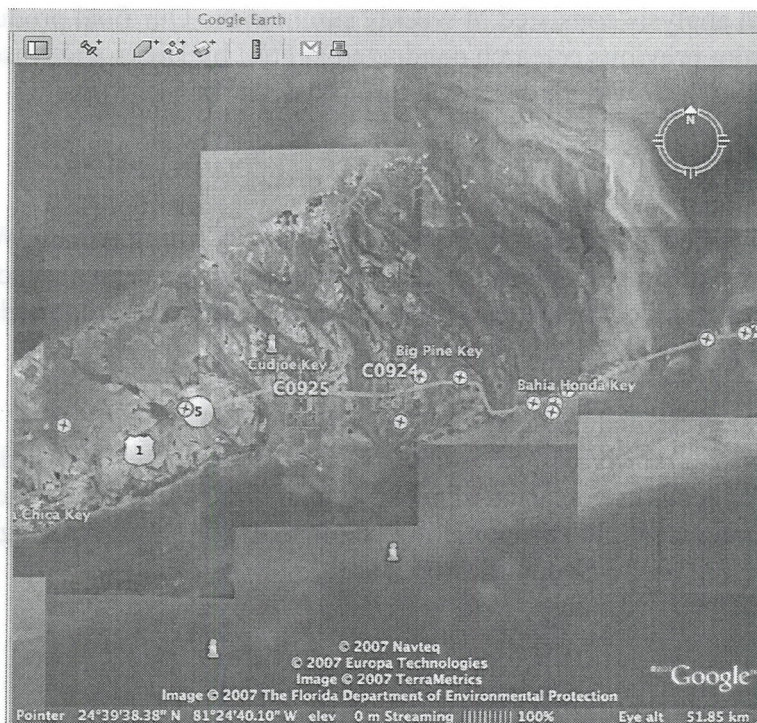 Google Earth
N
Big Pine Key
Cudjoe Key
C0924
C0925
Bahia Honda Key
5
1
a Chica Key
© 2007 Navteq
© 2007 Europa Technologies
Image © 2007 TerraMetrics
Image © 2007 The Florida Department of Environmental Protection
Google
Pointer 24°39'38.38" N 81°24'40.10" W elev 0 m Streaming |||||||||| 100% Eye alt 51.85 km